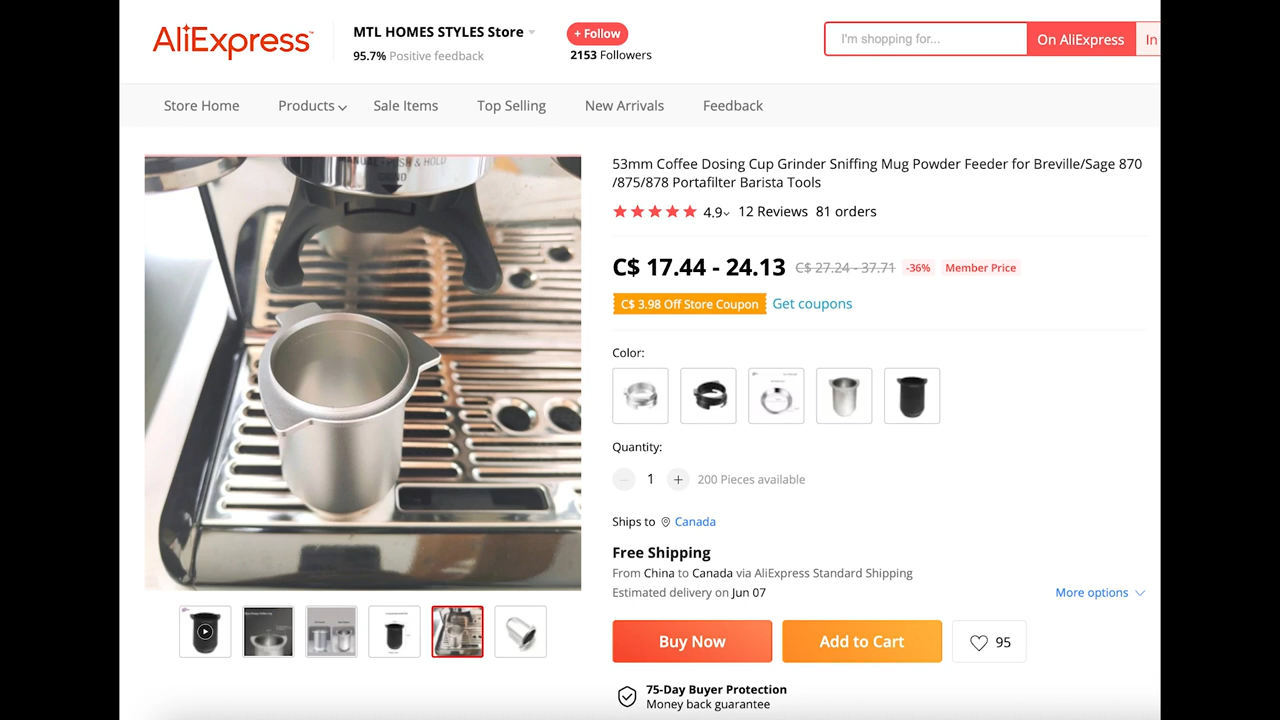 AliExpress
MTL HOMES STYLES Store
95.7% Positive feedback
+ Follow
2153 Followers
I'm shopping for...
On AliExpress
In
Store Home
Products
Sale Items
Top Selling
New Arrivals
Feedback
DUAL - PUSH & HOLD
GRIND
53mm Coffee Dosing Cup Grinder Sniffing Mug Powder Feeder for Breville/Sage 870
/875/878 Portafilter Barista Tools
4.9
12 Reviews
81 orders
C$ 17.44 - 24.13
C$ 27.24 - 37.71
-36%
Member Price
C$ 3.98 Off Store Coupon
Get coupons
Color:
Quantity:
1
+
200 Pieces available
Ships to
Canada
Free Shipping
From China to Canada via AliExpress Standard Shipping
Estimated delivery on Jun 07
More options
Buy Now
Add to Cart
95
75-Day Buyer Protection
Money back guarantee